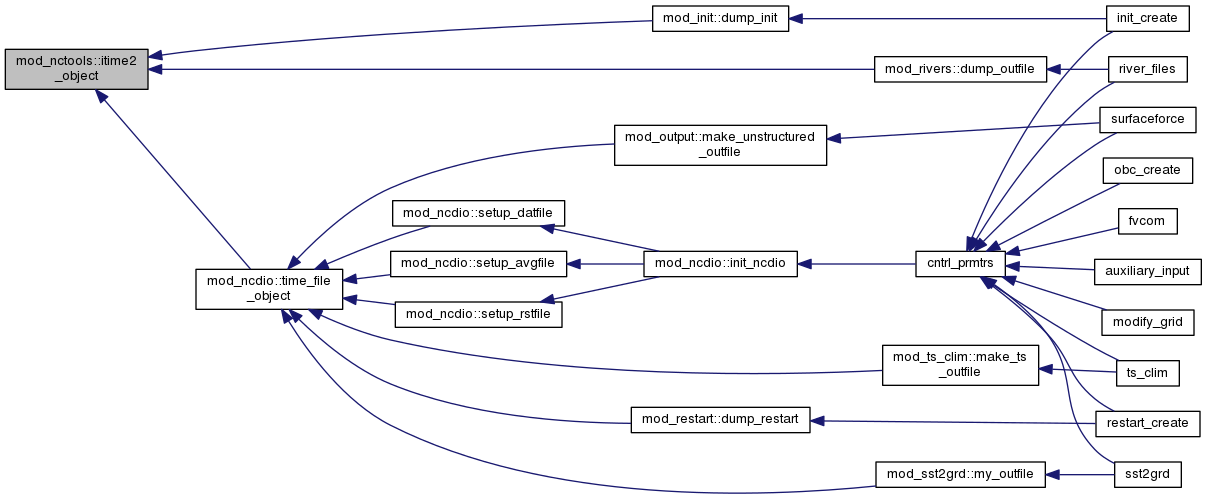 mod_nctools::itime2
_object
mod_init::dump_init
init_create
mod_rivers::dump_outfile
river_files
mod_output::make_unstructured
_outfile
surfaceforce
obc_create
mod_ncdio::setup_datfile
fvcom
mod_ncdio::time_file
_object
mod_ncdio::setup_avgfile
mod_ncdio::init_ncdio
cntrl_prmtrs
auxiliary_input
mod_ncdio::setup_rstfile
modify_grid
mod_ts_clim::make_ts
_outfile
ts_clim
mod_restart::dump_restart
restart_create
mod_sst2grd::my_outfile
sst2grd